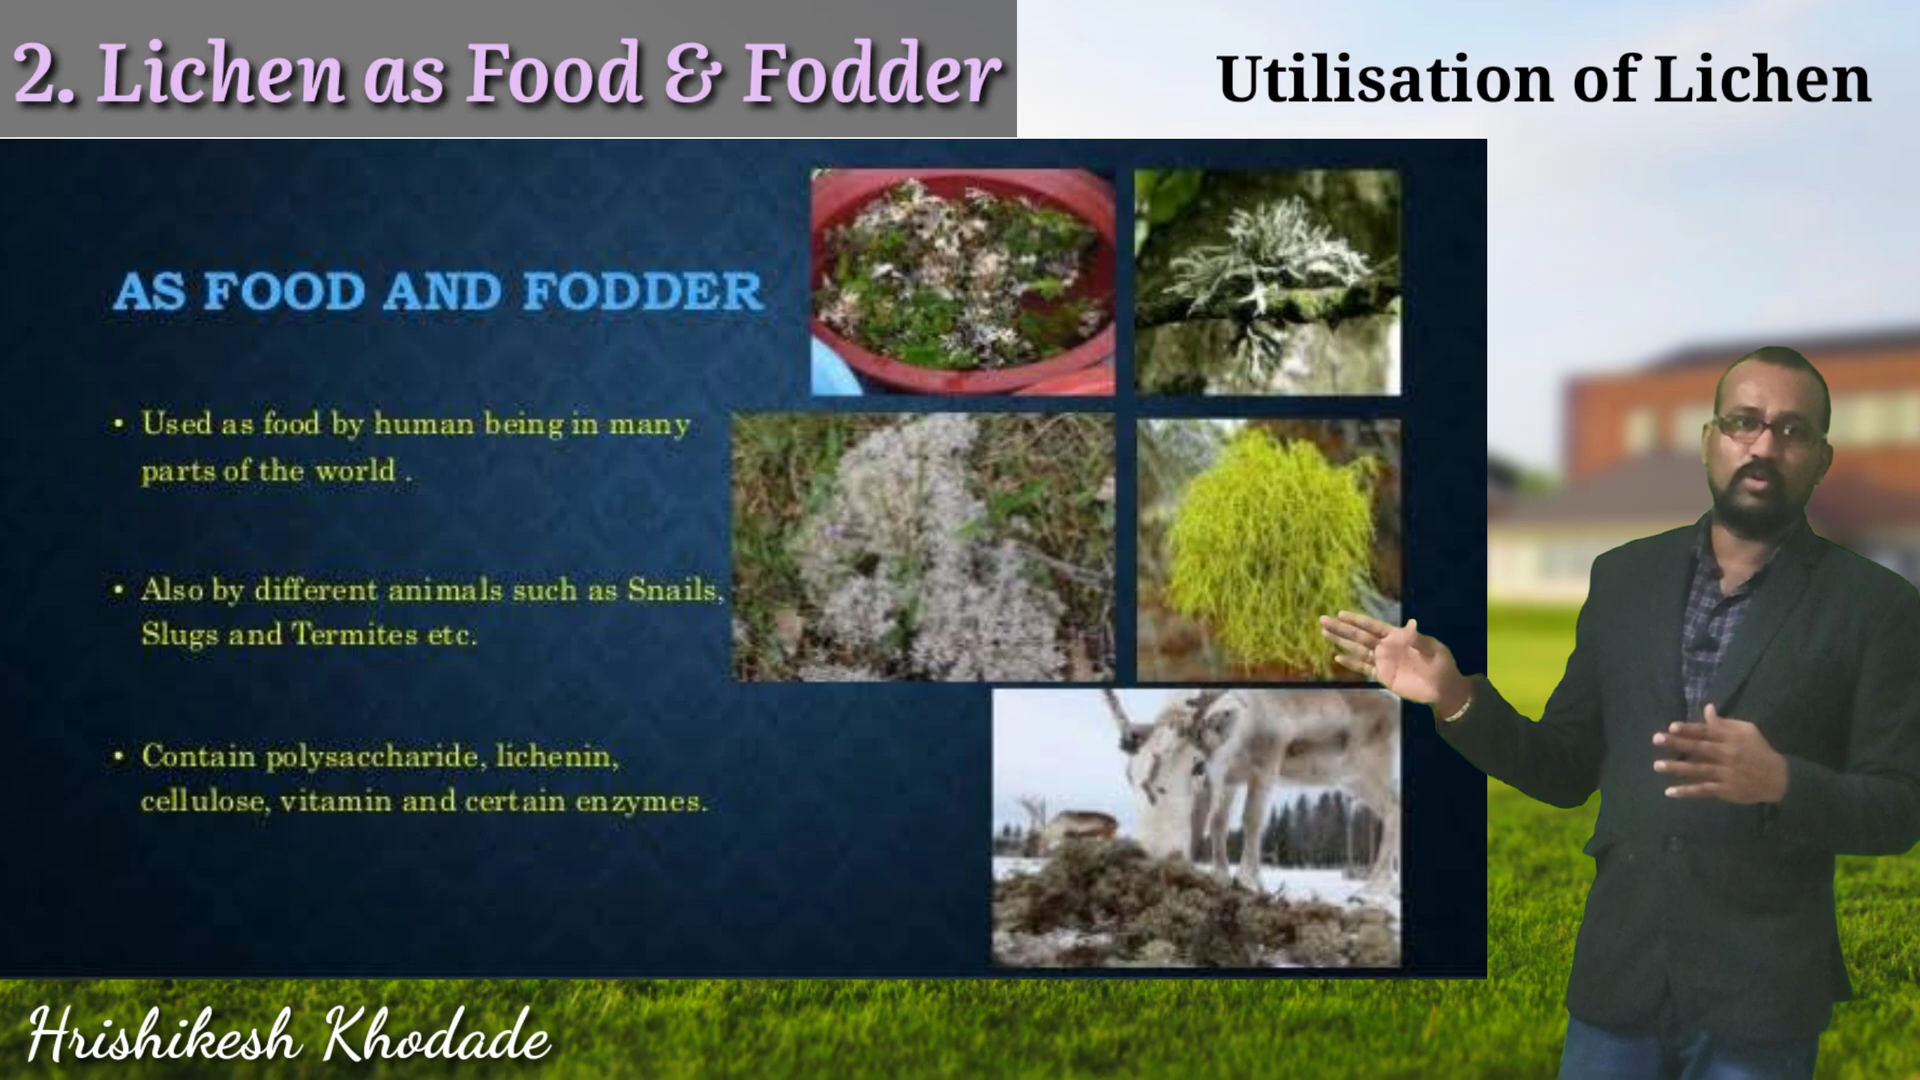 2. Lichen as Food & Fodder
Utilisation of Lichen
AS FOOD AND FODDER
• Used as food by human being in many
parts of the world .
• Also by different animals such as Snails,
Slugs and Termites etc.
• Contain polysaccharide, lichenin,
cellulose, vitamin and certain enzymes.
Hrishikesh Khodade